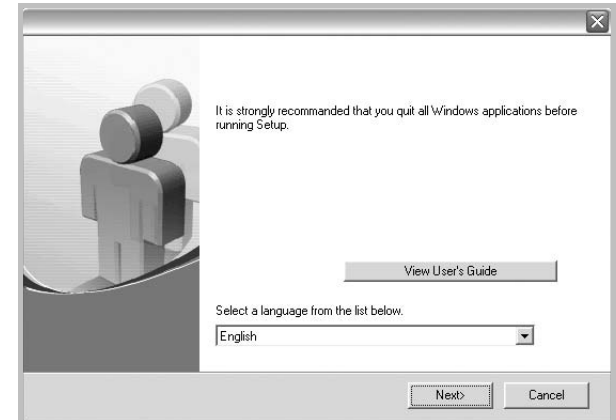 It is strongly recommanded that you quit all Windows applications before
running Setup.
View User's Guide
Select a language from the list below.
English
Next>
Cancel